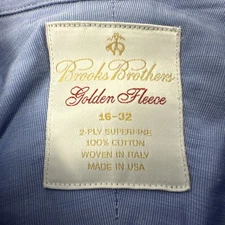 Brooks Brothers
Golden Fleece
16-32
2-PLY SUPERFINE
100% COTTON
WOVEN IN ITALY
MADE IN USA